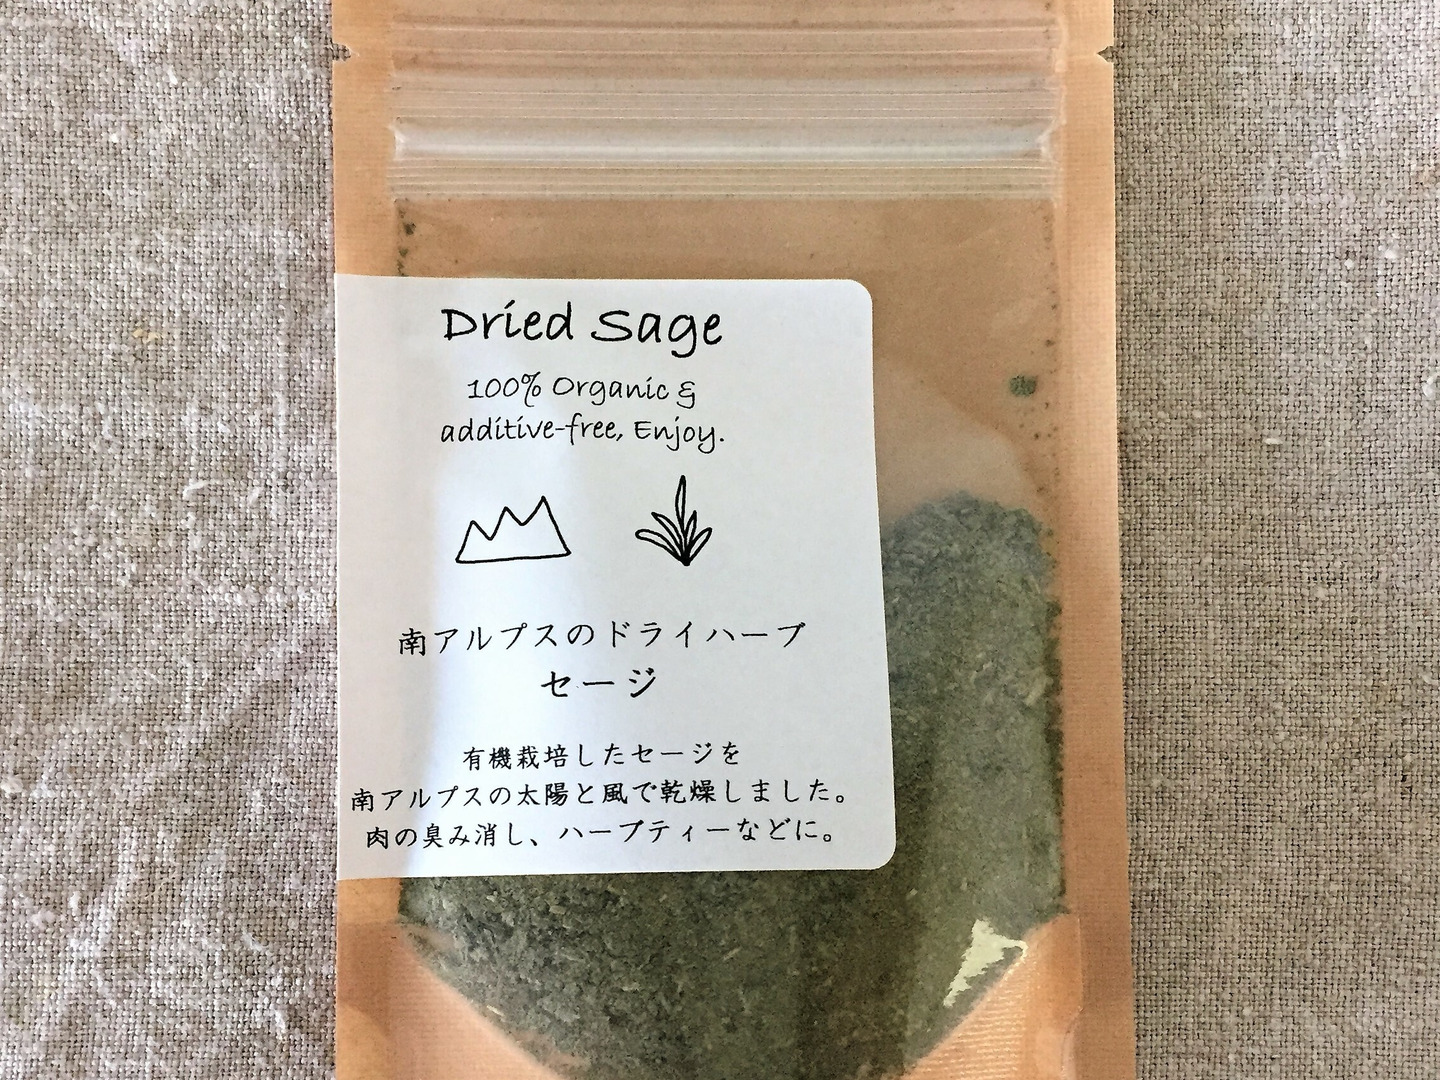 Dried Sage
100% Organic &
additive-free, Enjoy.
南アルプスのドライハーブ
セージ
有機栽培したセージを
南アルプスの太陽と風で乾燥しました。
肉の臭み消し、ハーブティーなどに。